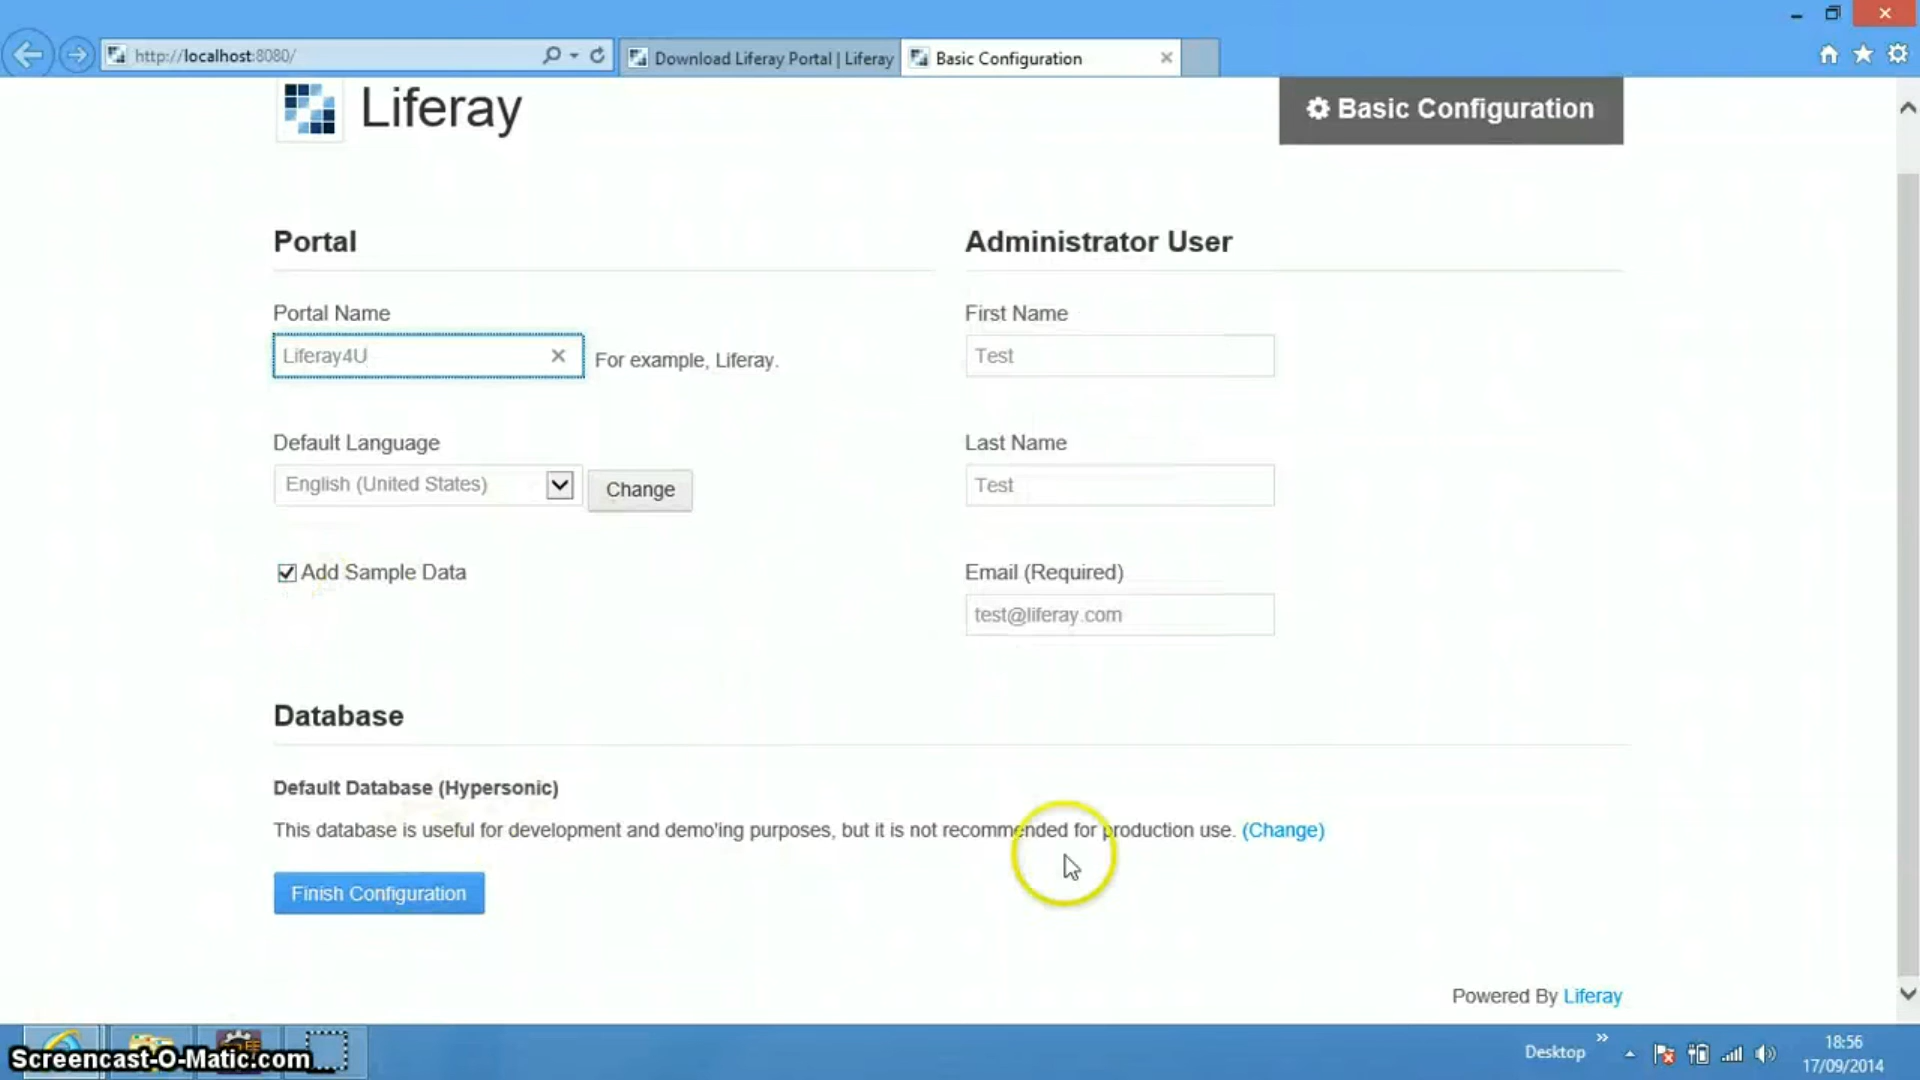 http://localhost:8080/
Download Liferay Portal | Liferay
Basic Configuration
Liferay
Basic Configuration
Portal
Administrator User
Portal Name
First Name
Liferay4U
For example, Liferay.
Test
Default Language
Last Name
English (United States)
Change
Test
Add Sample Data
Email (Required)
test@liferay.com
Database
Default Database (Hypersonic)
This database is useful for development and demo'ing purposes, but it is not recommended for production use. (Change)
Finish Configuration
Powered By Liferay
Desktop
18:56
17/09/2014
Screencast-O-Matic.com